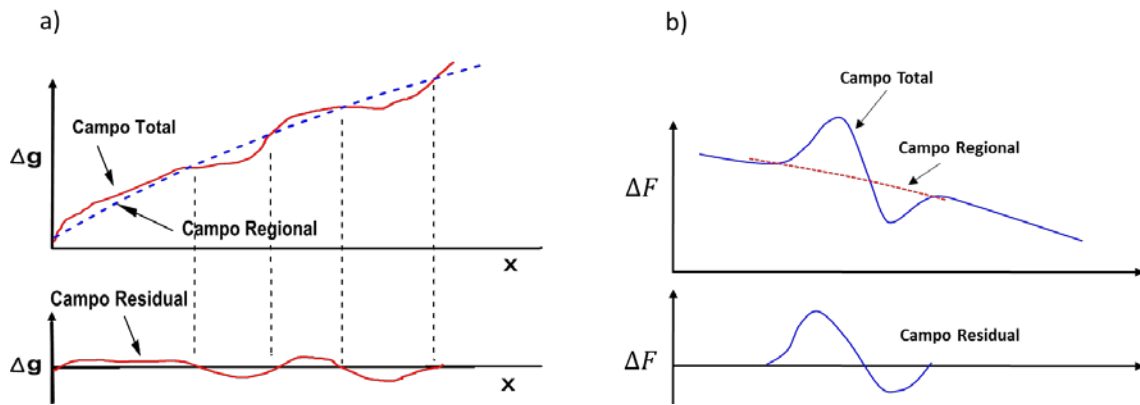 a)
Campo Total
Δg
Campo Regional
x
Campo Residual
Δg
x
b)
Campo Total
Campo Regional
ΔF
Campo Residual
ΔF